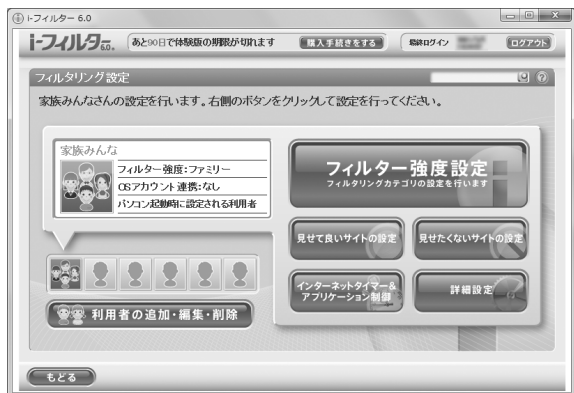 i-フィルター 6.0
i-フィルター6.0® あと90日で体験版の期限が切れます 購入手続きをする 最終ログイン ログアウト
フィルタリング設定
家族みんなさんの設定を行います。右側のボタンをクリックして設定を行ってください。
家族みんな
フィルター強度:ファミリー
OSアカウント連携:なし
パソコン起動時に設定される利用者
利用者の追加・編集・削除
フィルター強度設定
フィルタリングカテゴリの設定を行います
見せて良いサイトの設定
見せたくないサイトの設定
インターネットタイマー&
アプリケーション制御
詳細設定
もどる